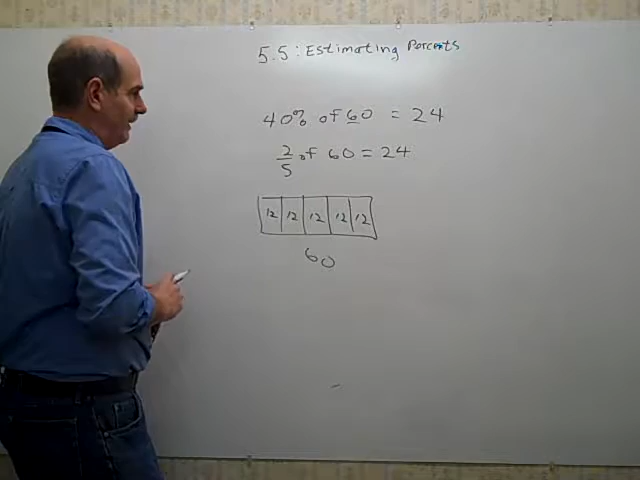 5.5: Estimating Percents
40% of 60 = 24
2/5 of 60 = 24
12 12 12 12 12
60